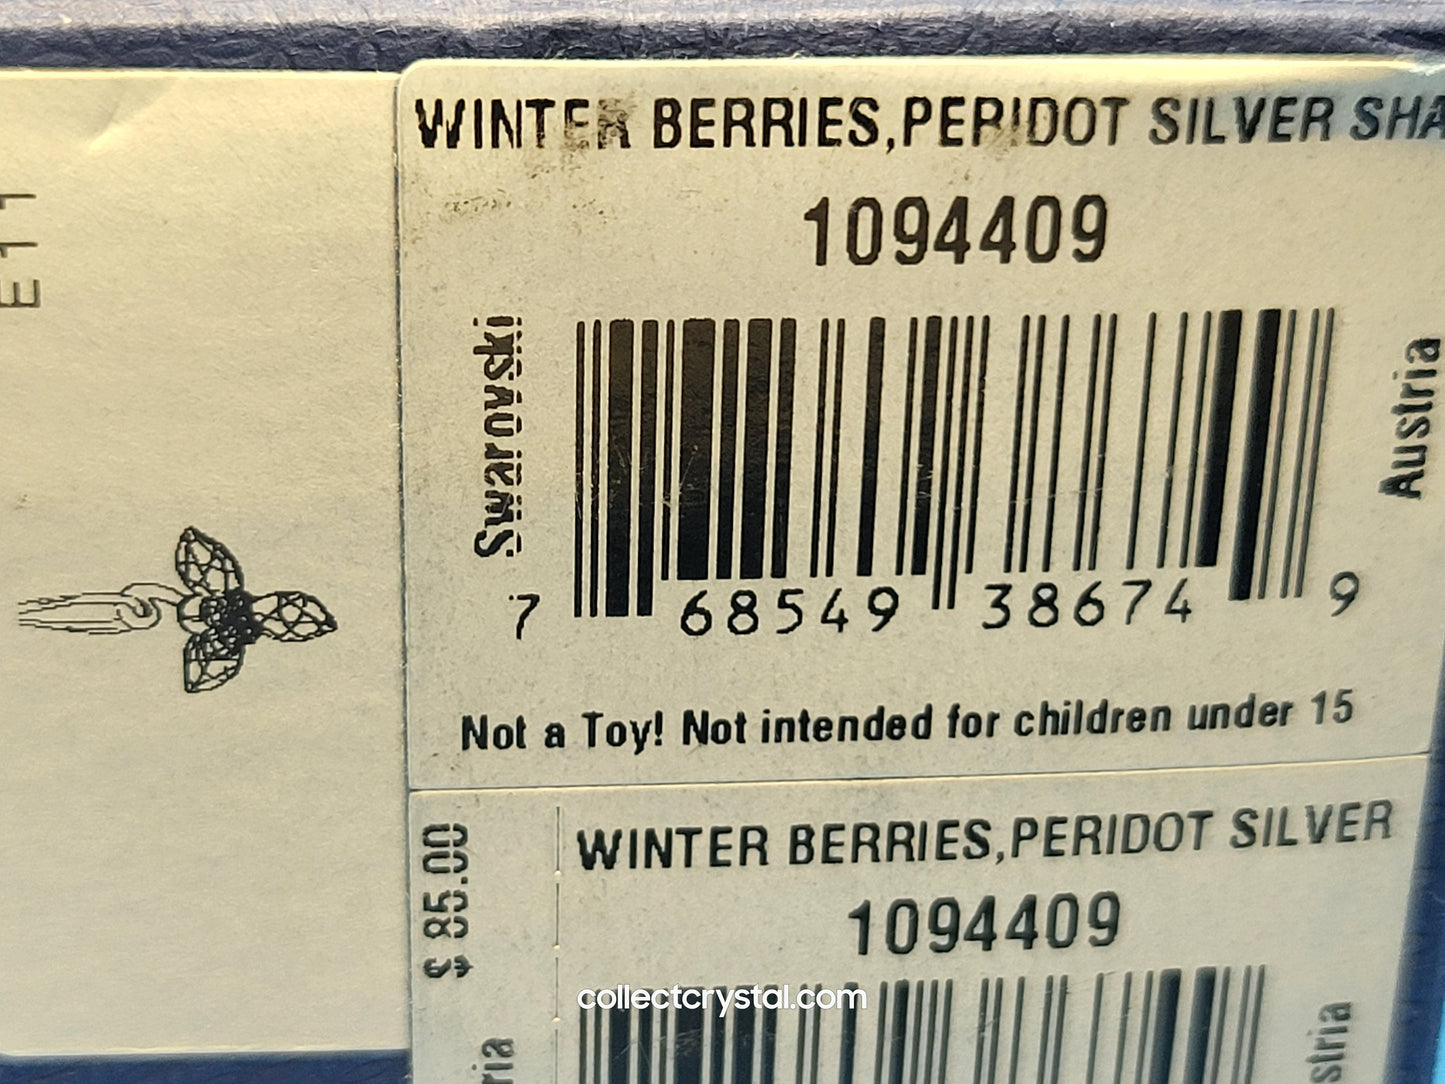 E11
WINTER BERRIES,PERIDOT SILVER SHA
1094409
Swarovski
Austria
7 68549 38674 9
Not a Toy! Not intended for children under 15
$ 85.00
WINTER BERRIES,PERIDOT SILVER
1094409
collectcrystal.com
ria
stria